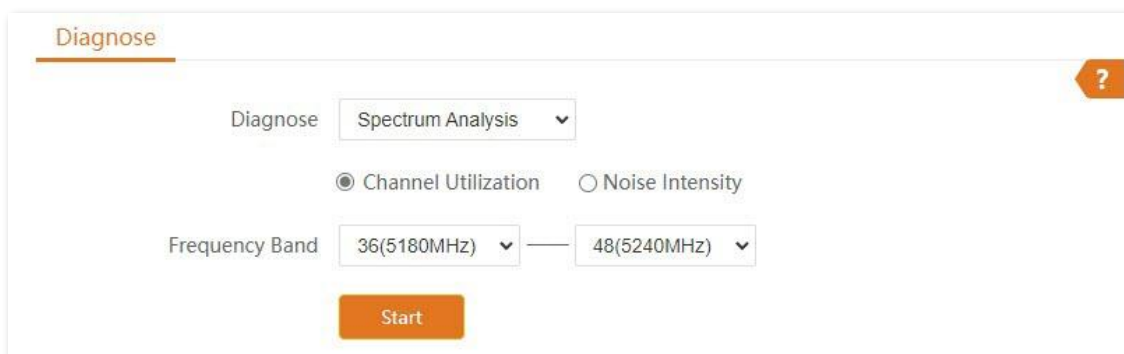 Diagnose
?
Diagnose Spectrum Analysis
Channel Utilization Noise Intensity
Frequency Band 36(5180MHz) 48(5240MHz)
Start